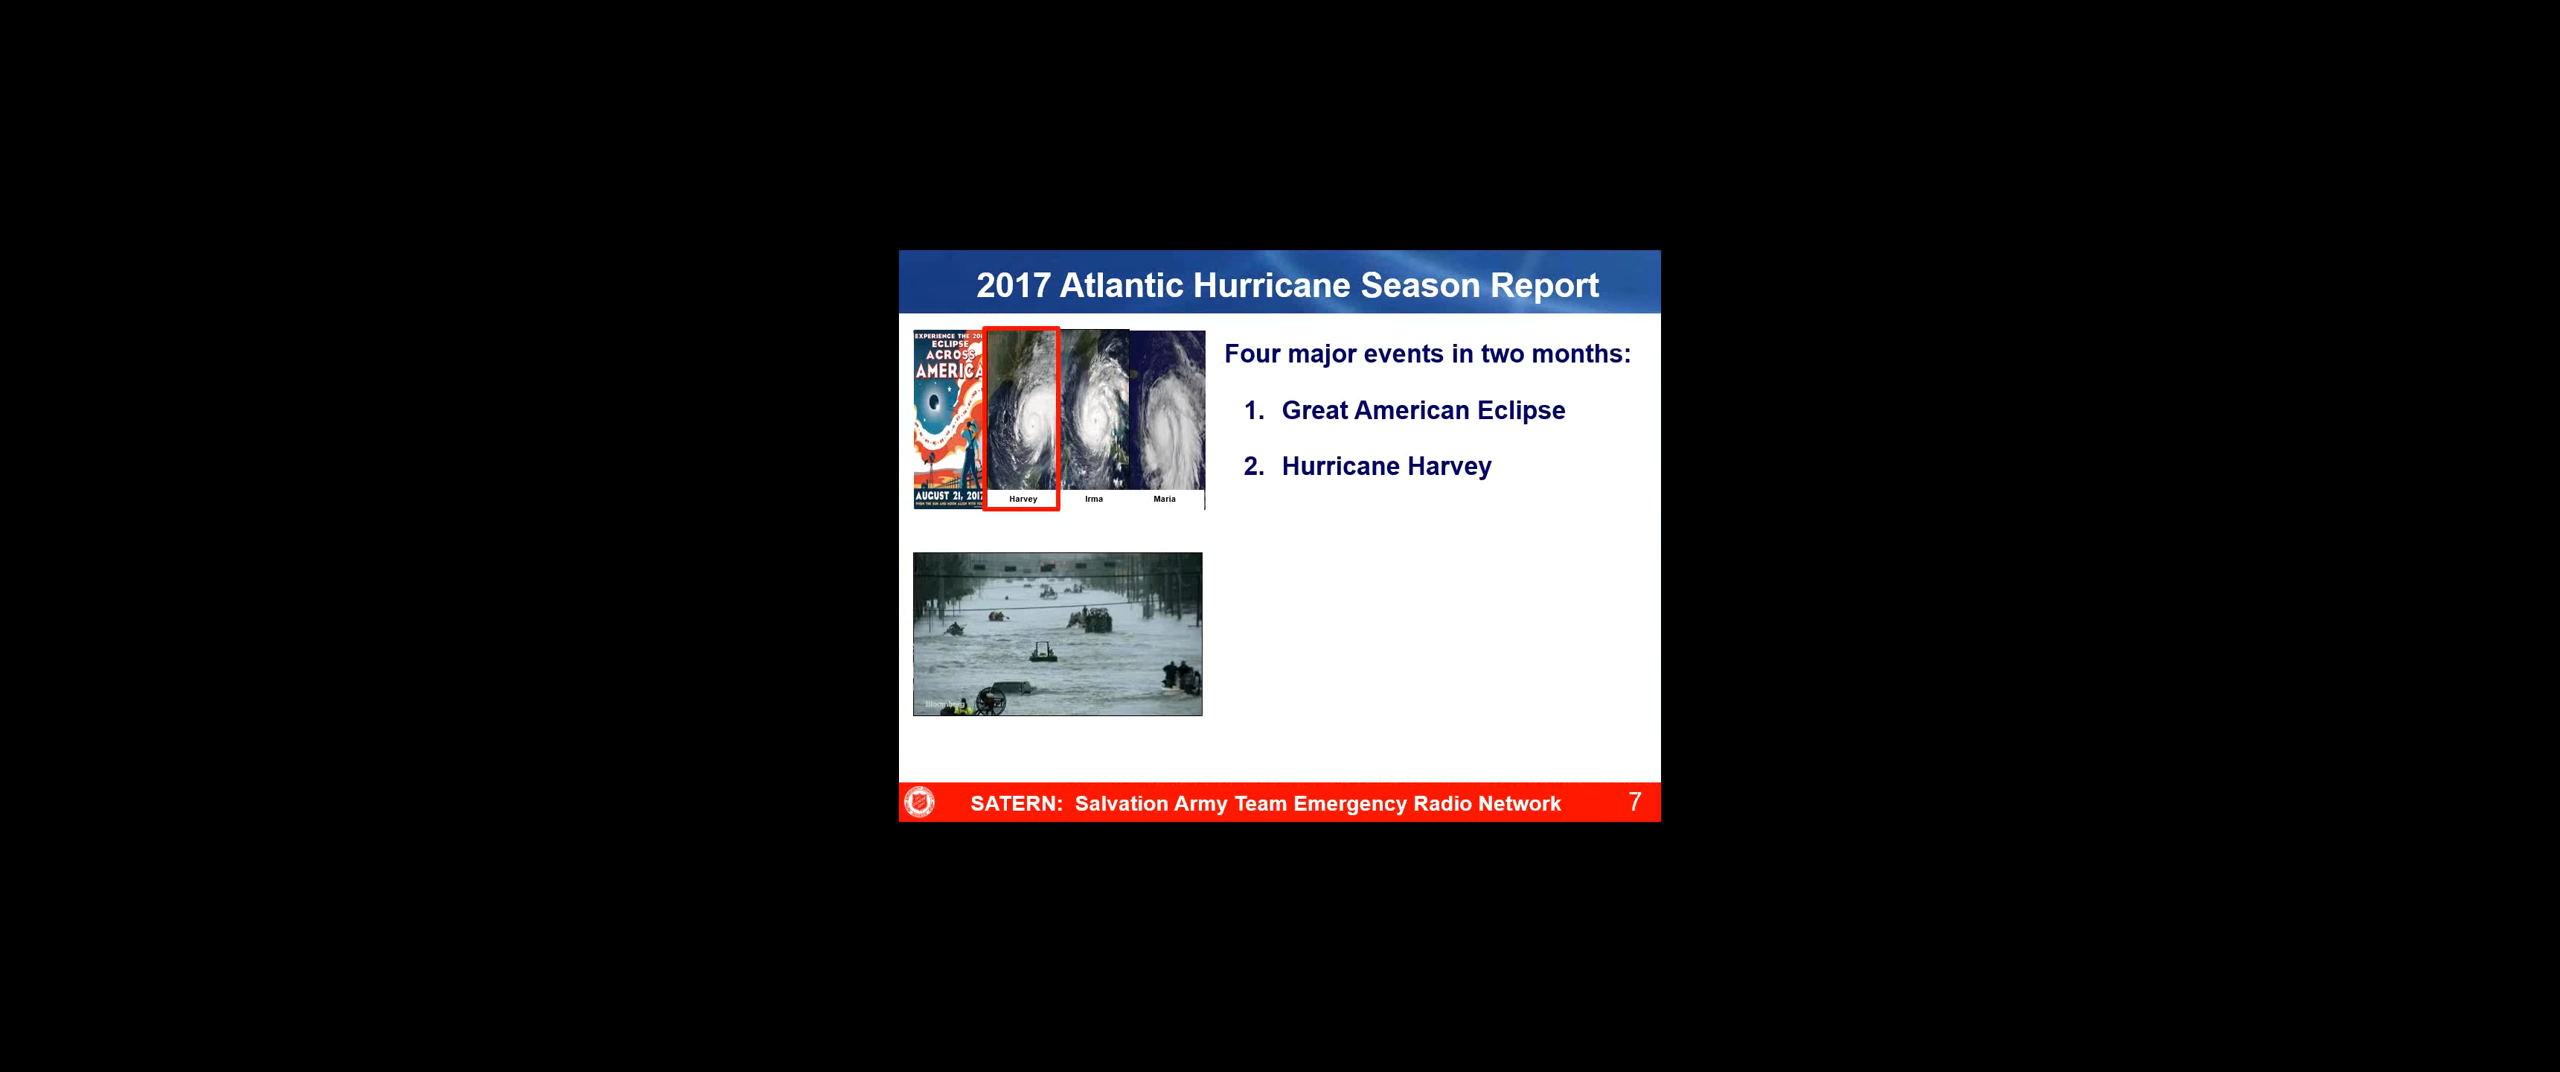 2017 Atlantic Hurricane Season Report
EXPERIENCE THE
ECLIPSE
ACROSS
AMERICA
AUGUST 21, 2017
Harvey
Irma
Maria
Four major events in two months:
1. Great American Eclipse
2. Hurricane Harvey
Bloomberg
SATERN: Salvation Army Team Emergency Radio Network
7